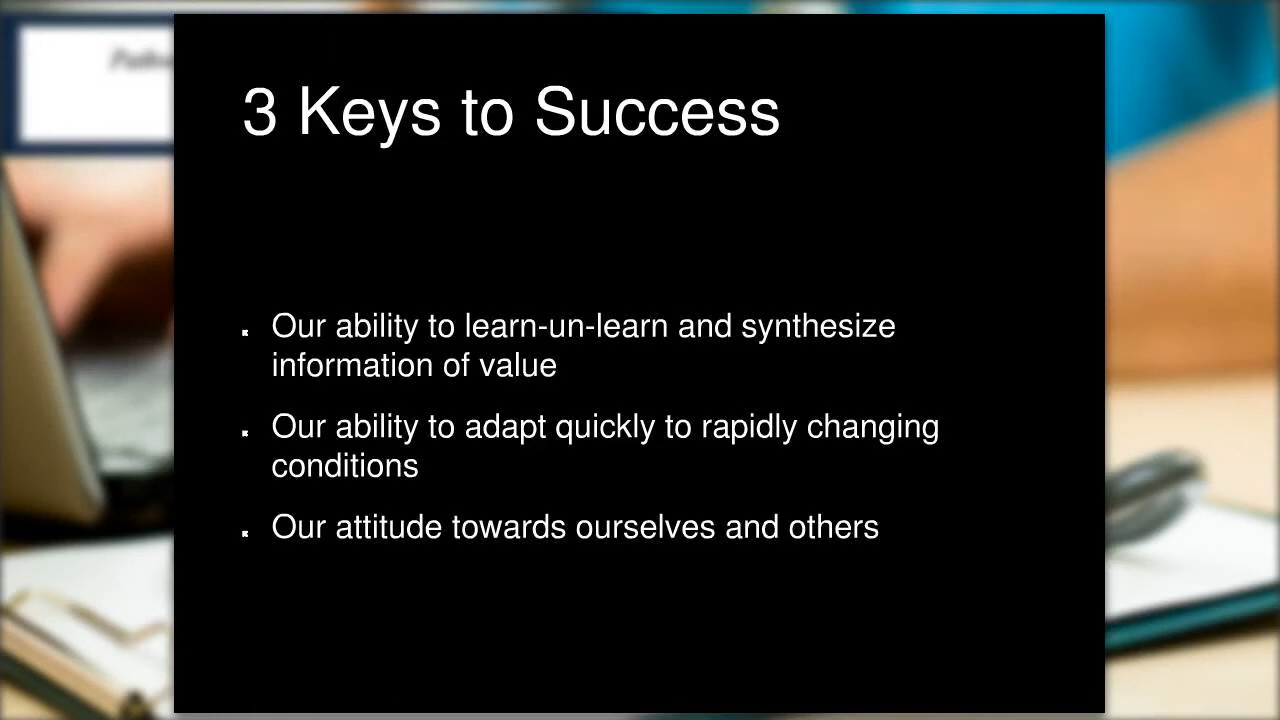 3 Keys to Success
Our ability to learn-un-learn and synthesize
information of value
Our ability to adapt quickly to rapidly changing
conditions
Our attitude towards ourselves and others